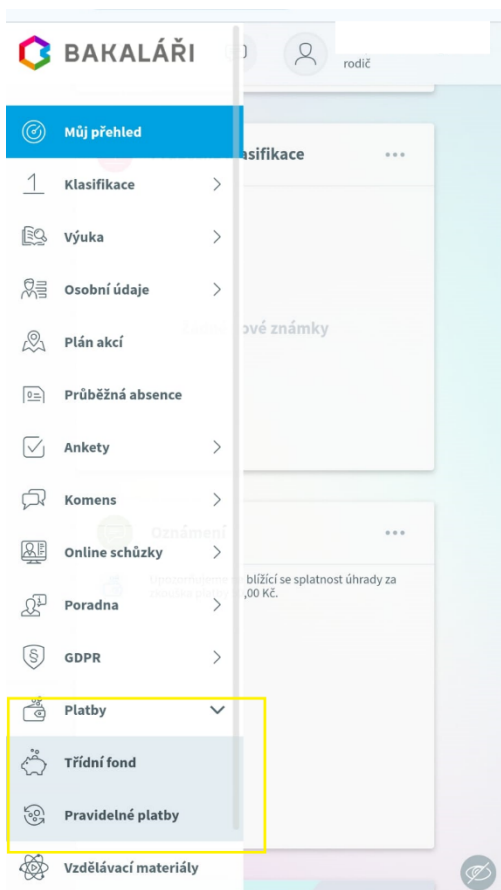 BAKALÁŘI
rodič
Můj přehled
Klasifikace
asifikace
Výuka
Osobní údaje
Plán akcí
ové známky
Průběžná absence
Ankety
Komens
Oznámení
Online schůzky
blížící se splatnost úhrady za
,00 Kč.
Poradna
GDPR
Platby
Třídní fond
Pravidelné platby
Vzdělávací materiály